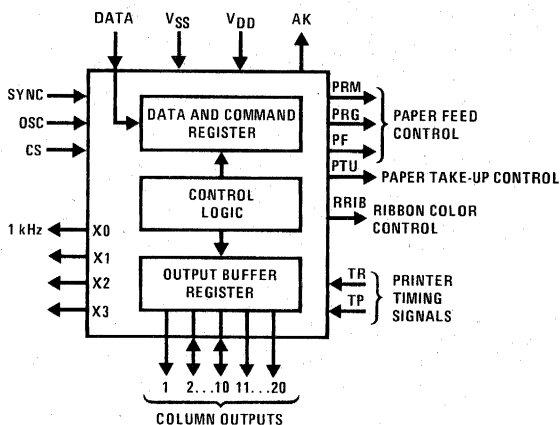 DATA VSS VDD AK
SYNC
OSC
CS
DATA AND COMMAND
REGISTER
PRM
PRG
PF
PAPER FEED
CONTROL
PTU PAPER TAKE-UP CONTROL
CONTROL
LOGIC
RRIB RIBBON COLOR
CONTROL
1 kHz X0
X1
X2
X3
OUTPUT BUFFER
REGISTER
TR
TP
PRINTER
TIMING
SIGNALS
1 2...10 11...20
COLUMN OUTPUTS